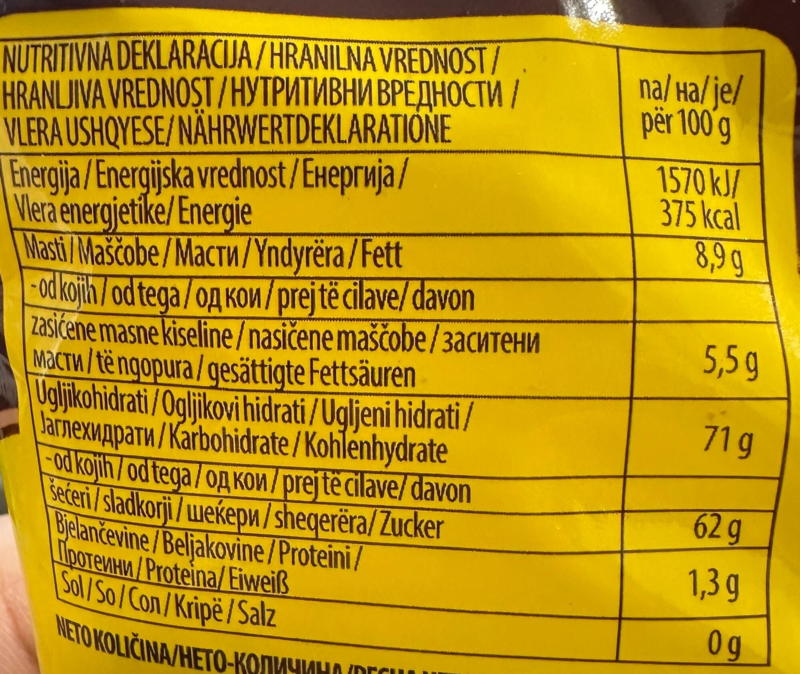 NUTRITIVNA DEKLARACIJA / HRANILNA VREDNOST /
HRANLJIVA VREDNOST / НУТРИТИВНИ ВРЕДНОСТИ /
VLERA USHQYESE/ NÄHRWERTDEKLARATIONE
na/ на/ je/
për 100 g
Energija / Energijska vrednost / Енергија /
Vlera energjetike/ Energie
1570 kJ/
375 kcal
Masti / Maščobe / Масти / Yndyrëra / Fett
8,9 g
- od kojih / od tega / од кои / prej të cilave/ davon
zasićene masne kiseline / nasičene maščobe / заситени
масти / të ngopura / gesättigte Fettsäuren
5,5 g
Ugljikohidrati / Ogljikovi hidrati / Ugljeni hidrati /
Јаглехидрати / Karbohidrate / Kohlenhydrate
71 g
- od kojih / od tega / од кои / prej të cilave/ davon
šećeri / sladkorji / шеќери / sheqerëra/ Zucker
62 g
Bjelančevine / Beljakovine / Proteini /
Протеини / Proteina/ Eiweiß
1,3 g
Sol / So / Сол / Kripë / Salz
0 g
NETO KOLIČINA/НЕТО-КОЛИЧИНА